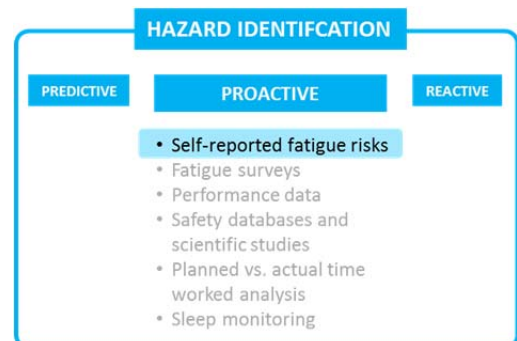 HAZARD IDENTIFCATION
PREDICTIVE
PROACTIVE
REACTIVE
• Self-reported fatigue risks
• Fatigue surveys
• Performance data
• Safety databases and
scientific studies
• Planned vs. actual time
worked analysis
• Sleep monitoring